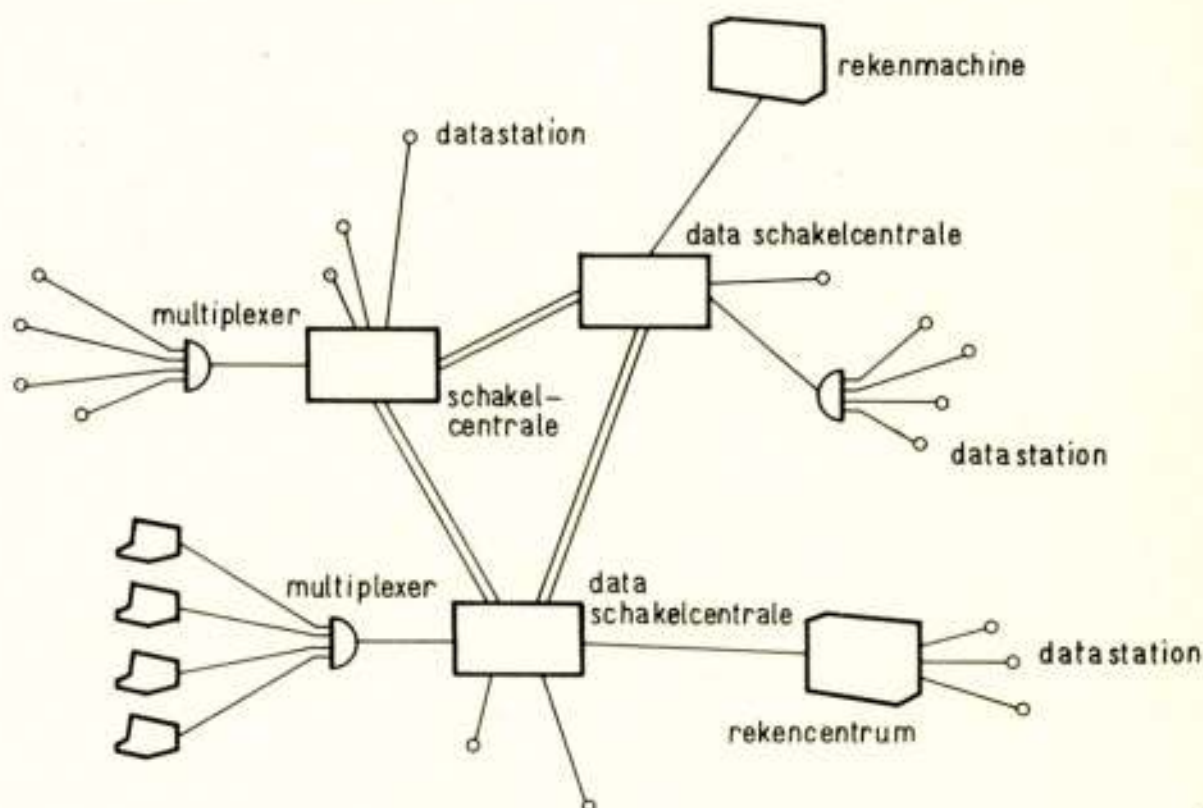 rekenmachine
datastation
data schakelcentrale
multiplexer
schakel-
centrale
datastation
multiplexer
data
schakelcentrale
datastation
rekencentrum